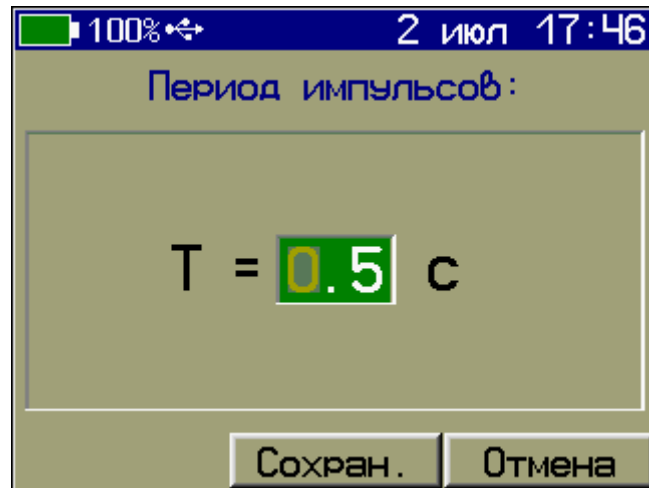 100% 2 июл 17:46
Период импульсов:
T = 0.5 с
Сохран. Отмена